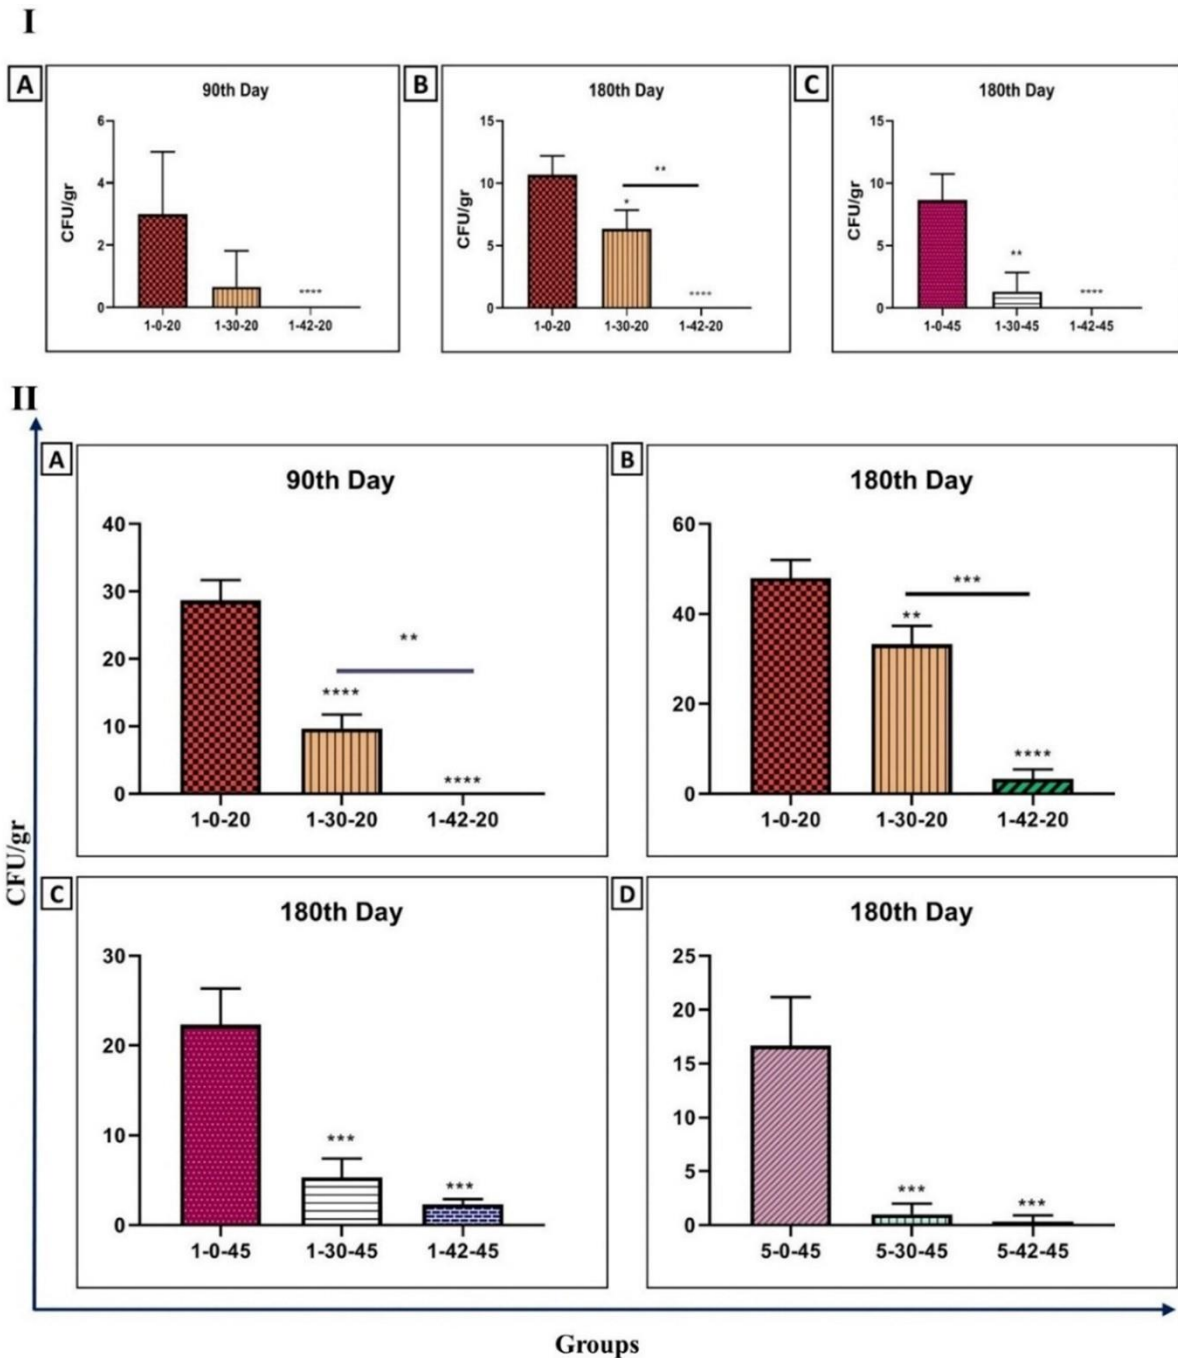 I
A
90th Day
CFU/gr
6
4
2
0
****
1-0-20 1-30-20 1-42-20
B
180th Day
CFU/gr
15
10
5
0
**
*
****
1-0-20 1-30-20 1-42-20
C
180th Day
CFU/gr
15
10
5
0
**
****
1-0-45 1-30-45 1-42-45
II
CFU/gr
A
90th Day
40
30
20
10
0
**
****
****
1-0-20 1-30-20 1-42-20
B
180th Day
60
40
20
0
***
**
****
1-0-20 1-30-20 1-42-20
C
180th Day
30
20
10
0
***
***
1-0-45 1-30-45 1-42-45
D
180th Day
25
20
15
10
5
0
***
***
5-0-45 5-30-45 5-42-45
Groups